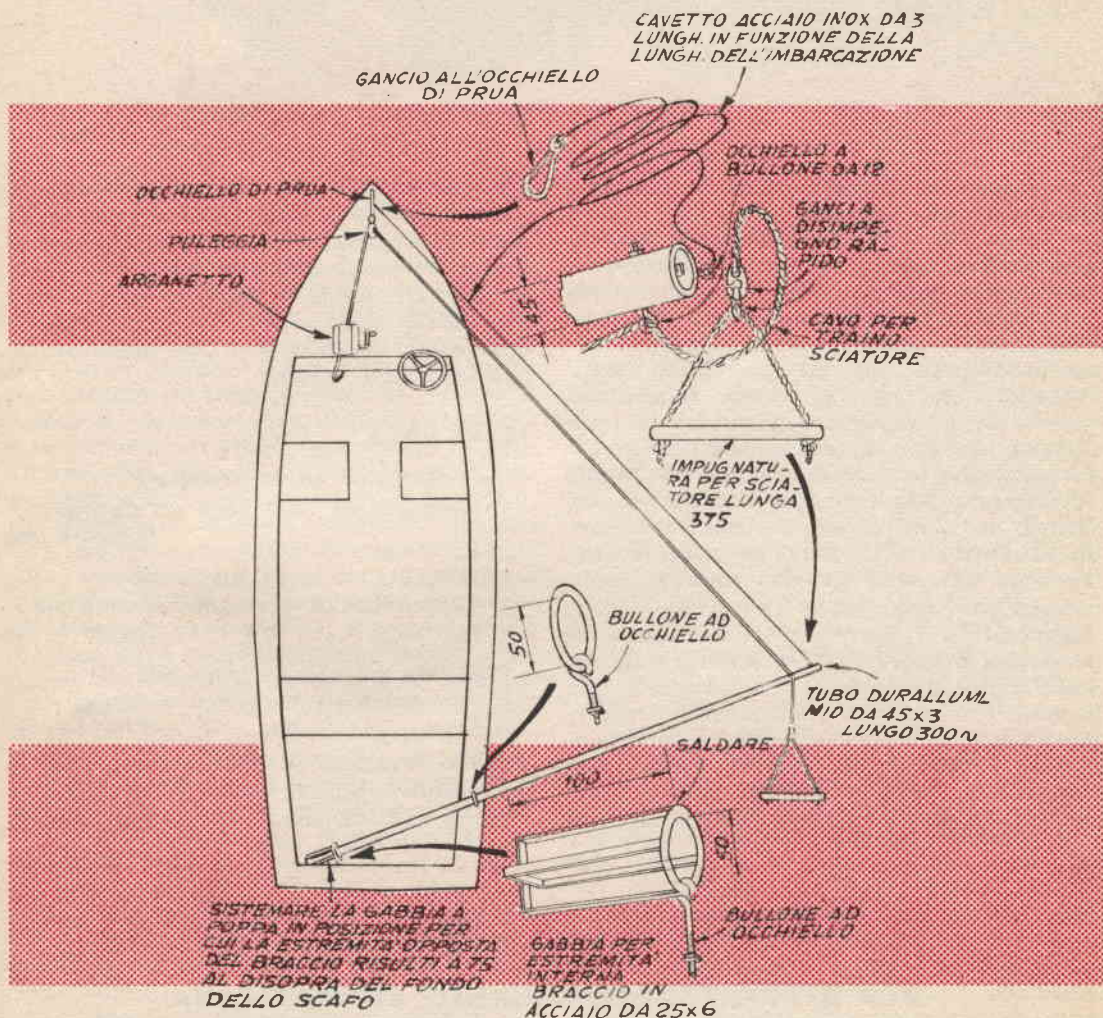 CAVETTO ACCIAIO INOX DA 3
LUNGH. IN FUNZIONE DELLA
LUNGH. DELL'IMBARCAZIONE
GANCIO ALL'OCCHIELLO
DI PRUA
OCCHIELLO A
BULLONE DA 12
OCCHIELLO DI PRUA
GANCI A
DISIMPE-
GNO RA-
PIDO
PULEGGIA
ARGANETTO
45
CAVO PER
TRAINO
SCIATORE
IMPUGNATU-
RA PER SCIA-
TORE LUNGA
375
50
BULLONE AD
OCCHIELLO
TUBO DURALLUMI-
NIO DA 45x3
LUNGO 300~
SALDARE
100
50
SISTEMARE LA GABBIA A
POPPA IN POSIZIONE PER
CUI LA ESTREMITA' OPPOSTA
DEL BRACCIO RISULTI A 75
AL DISOPRA DEL FONDO
DELLO SCAFO
GABBIA PER
ESTREMITA'
INTERNA
BRACCIO IN
ACCIAIO DA 25x6
BULLONE AD
OCCHIELLO